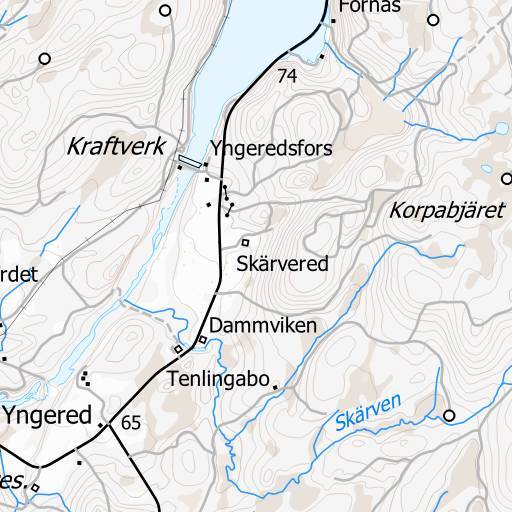 Fornäs
74
Kraftverk
Yngeredsfors
Korpabjäret
Skärvered
rdet
Dammviken
Tenlingabo
Skärven
Yngered
65
es.